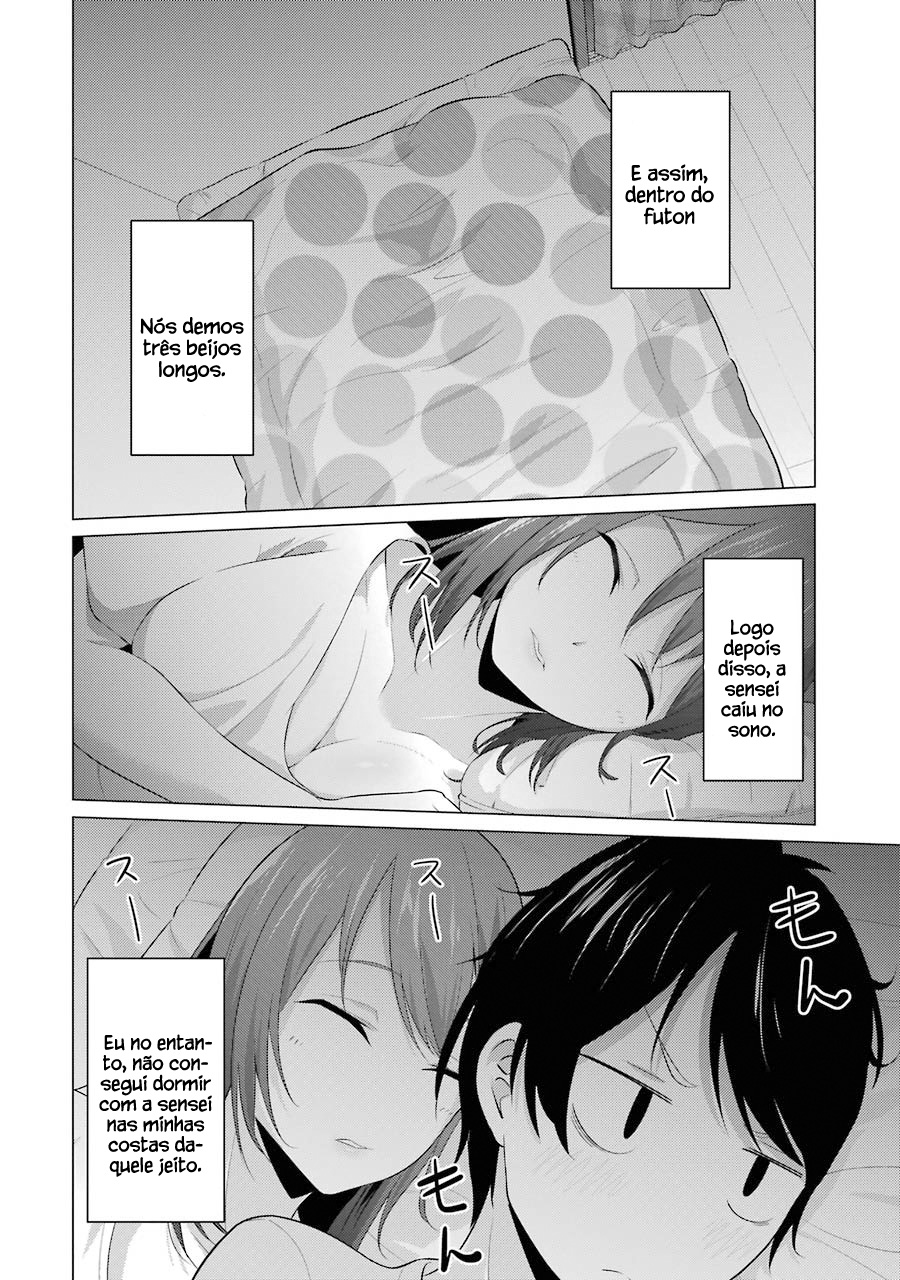 E assim,
dentro do
futon
Nós demos
três beijos
longos.
Logo
depois
disso, a
sensei
caiu no
sono.
スー
スー
スー
スー
もん
Eu no entan-
to, não con-
segui dormir
com a sensei
nas minhas
costas da-
quele jeito.
もん